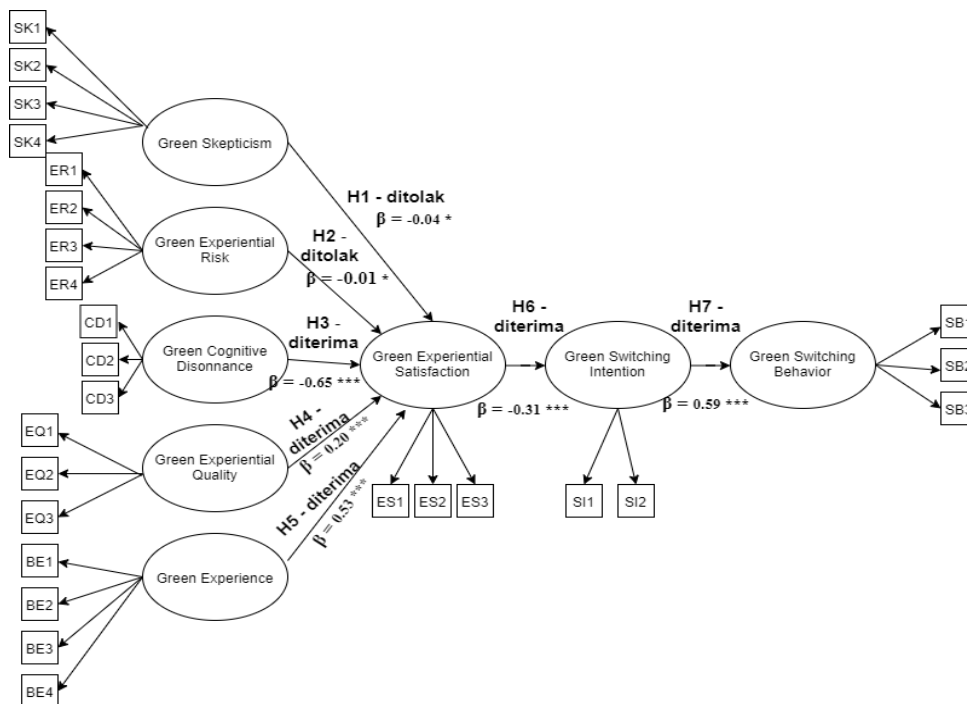 SK1
SK2
SK3
SK4
Green Skepticism
H1 - ditolak
β = -0.04 *
ER1
ER2
ER3
ER4
Green Experiential
Risk
H2 -
ditolak
β = -0.01 *
CD1
CD2
CD3
Green Cognitive
Disonnance
H3 -
diterima
β = -0.65 ***
Green Experiential
Satisfaction
H6 -
diterima
β = -0.31 ***
Green Switching
Intention
H7 -
diterima
β = 0.59 ***
Green Switching
Behavior
SB1
SB2
SB3
EQ1
EQ2
EQ3
Green Experiential
Quality
H4 -
diterima
β = 0.20 ***
ES1
ES2
ES3
SI1
SI2
BE1
BE2
BE3
BE4
Green Experience
H5 - diterima
β = 0.53 ***